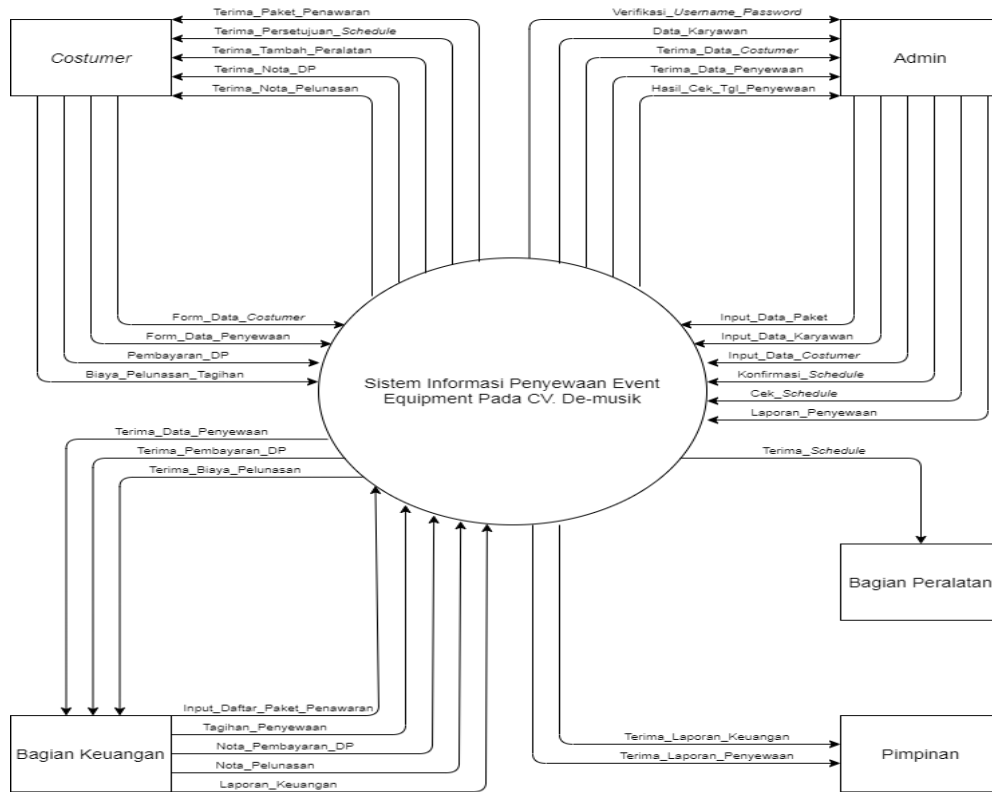 Terima_Paket_Penawaran
Terima_Persetujuan_Schedule
Terima_Tambah_Peralatan
Terima_Nota_DP
Terima_Nota_Pelunasan
Costumer
Verifikasi_Username_Password
Data_Karyawan
Terima_Data_Costumer
Terima_Data_Penyewaan
Hasil_Cek_Tgl_Penyewaan
Admin
Form_Data_Costumer
Form_Data_Penyewaan
Pembayaran_DP
Biaya_Pelunasan_Tagihan
Input_Data_Paket
Input_Data_Karyawan
Input_Data_Costumer
Konfirmasi_Schedule
Cek_Schedule
Laporan_Penyewaan
Sistem Informasi Penyewaan Event
Equipment Pada CV. De-musik
Terima_Data_Penyewaan
Terima_Pembayaran_DP
Terima_Biaya_Pelunasan
Terima_Schedule
Bagian Peralatan
Input_Daftar_Paket_Penawaran
Tagihan_Penyewaan
Nota_Pembayaran_DP
Nota_Pelunasan
Laporan_Keuangan
Bagian Keuangan
Terima_Laporan_Keuangan
Terima_Laporan_Penyewaan
Pimpinan